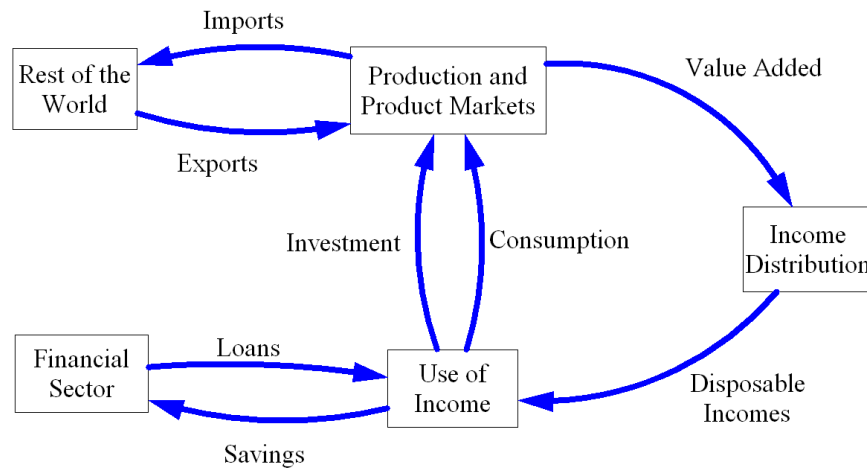 Imports
Rest of the
World
Production and
Product Markets
Value Added
Exports
Investment
Consumption
Income
Distribution
Financial
Sector
Loans
Use of
Income
Disposable
Incomes
Savings